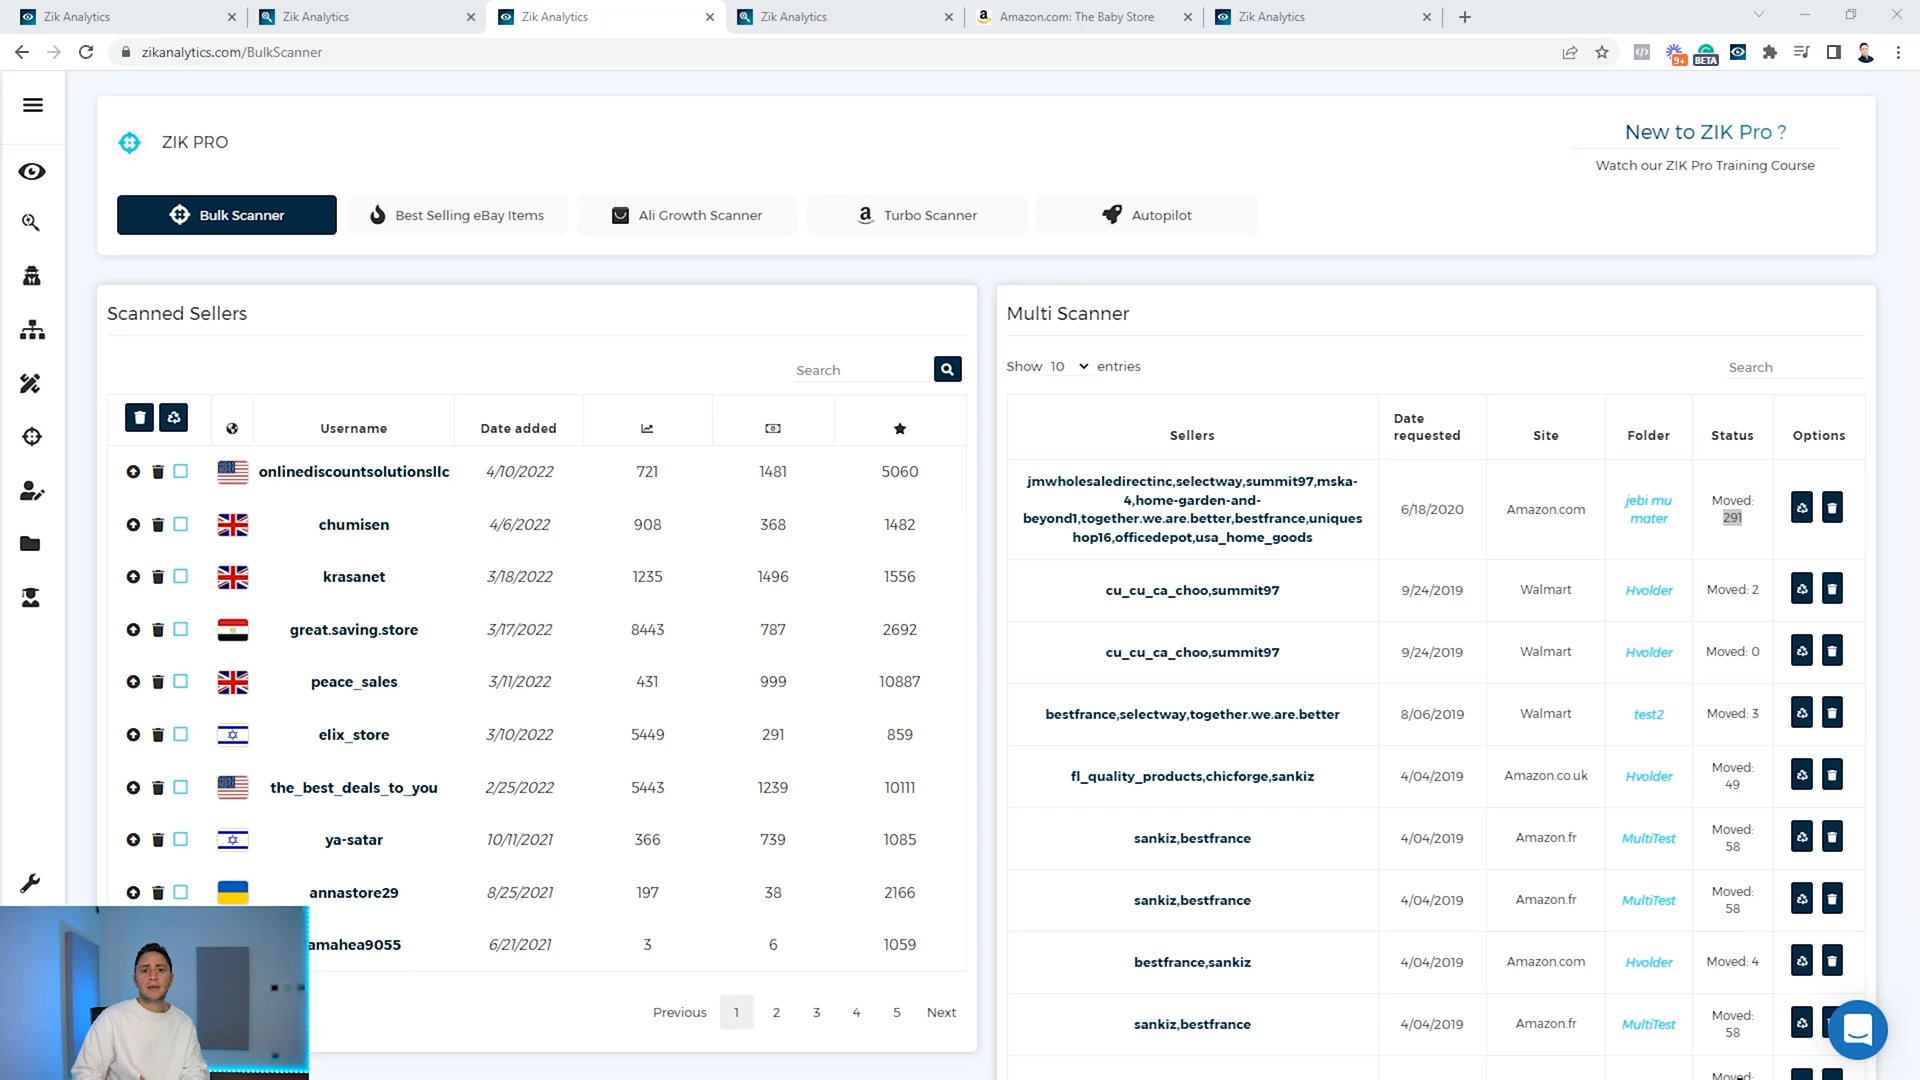 Zik Analytics
Zik Analytics
Zik Analytics
Zik Analytics
Amazon.com: The Baby Store
Zik Analytics
zikanalytics.com/BulkScanner
9+
BETA
ZIK PRO
New to ZIK Pro ?
Watch our ZIK Pro Training Course
Bulk Scanner
Best Selling eBay Items
Ali Growth Scanner
Turbo Scanner
Autopilot
Scanned Sellers
Search
Username Date added
onlinediscountsolutionsllc 4/10/2022 721 1481 5060
chumisen 4/6/2022 908 368 1482
krasanet 3/18/2022 1235 1496 1556
great.saving.store 3/17/2022 8443 787 2692
peace_sales 3/11/2022 431 999 10887
elix_store 3/10/2022 5449 291 859
the_best_deals_to_you 2/25/2022 5443 1239 10111
ya-satar 10/11/2021 366 739 1085
annastore29 8/25/2021 197 38 2166
amahea9055 6/21/2021 3 6 1059
Previous 1 2 3 4 5 Next
Multi Scanner
Show 10 entries
Search
Sellers Date requested Site Folder Status Options
jmwholesaledirectinc,selectway,summit97,mska-
4,home-garden-and-
beyond1,together.we.are.better,bestfrance,uniques
hop16,officedepot,usa_home_goods
6/18/2020 Amazon.com
jebi mu
mater
Moved:
291
cu_cu_ca_choo,summit97 9/24/2019 Walmart Hvolder Moved: 2
cu_cu_ca_choo,summit97 9/24/2019 Walmart Hvolder Moved: 0
bestfrance,selectway,together.we.are.better 8/06/2019 Walmart test2 Moved: 3
fl_quality_products,chicforge,sankiz 4/04/2019 Amazon.co.uk Hvolder Moved:
49
sankiz,bestfrance 4/04/2019 Amazon.fr MultiTest Moved:
58
sankiz,bestfrance 4/04/2019 Amazon.fr MultiTest Moved:
58
bestfrance,sankiz 4/04/2019 Amazon.com Hvolder Moved: 4
sankiz,bestfrance 4/04/2019 Amazon.fr MultiTest Moved:
58
Moved: